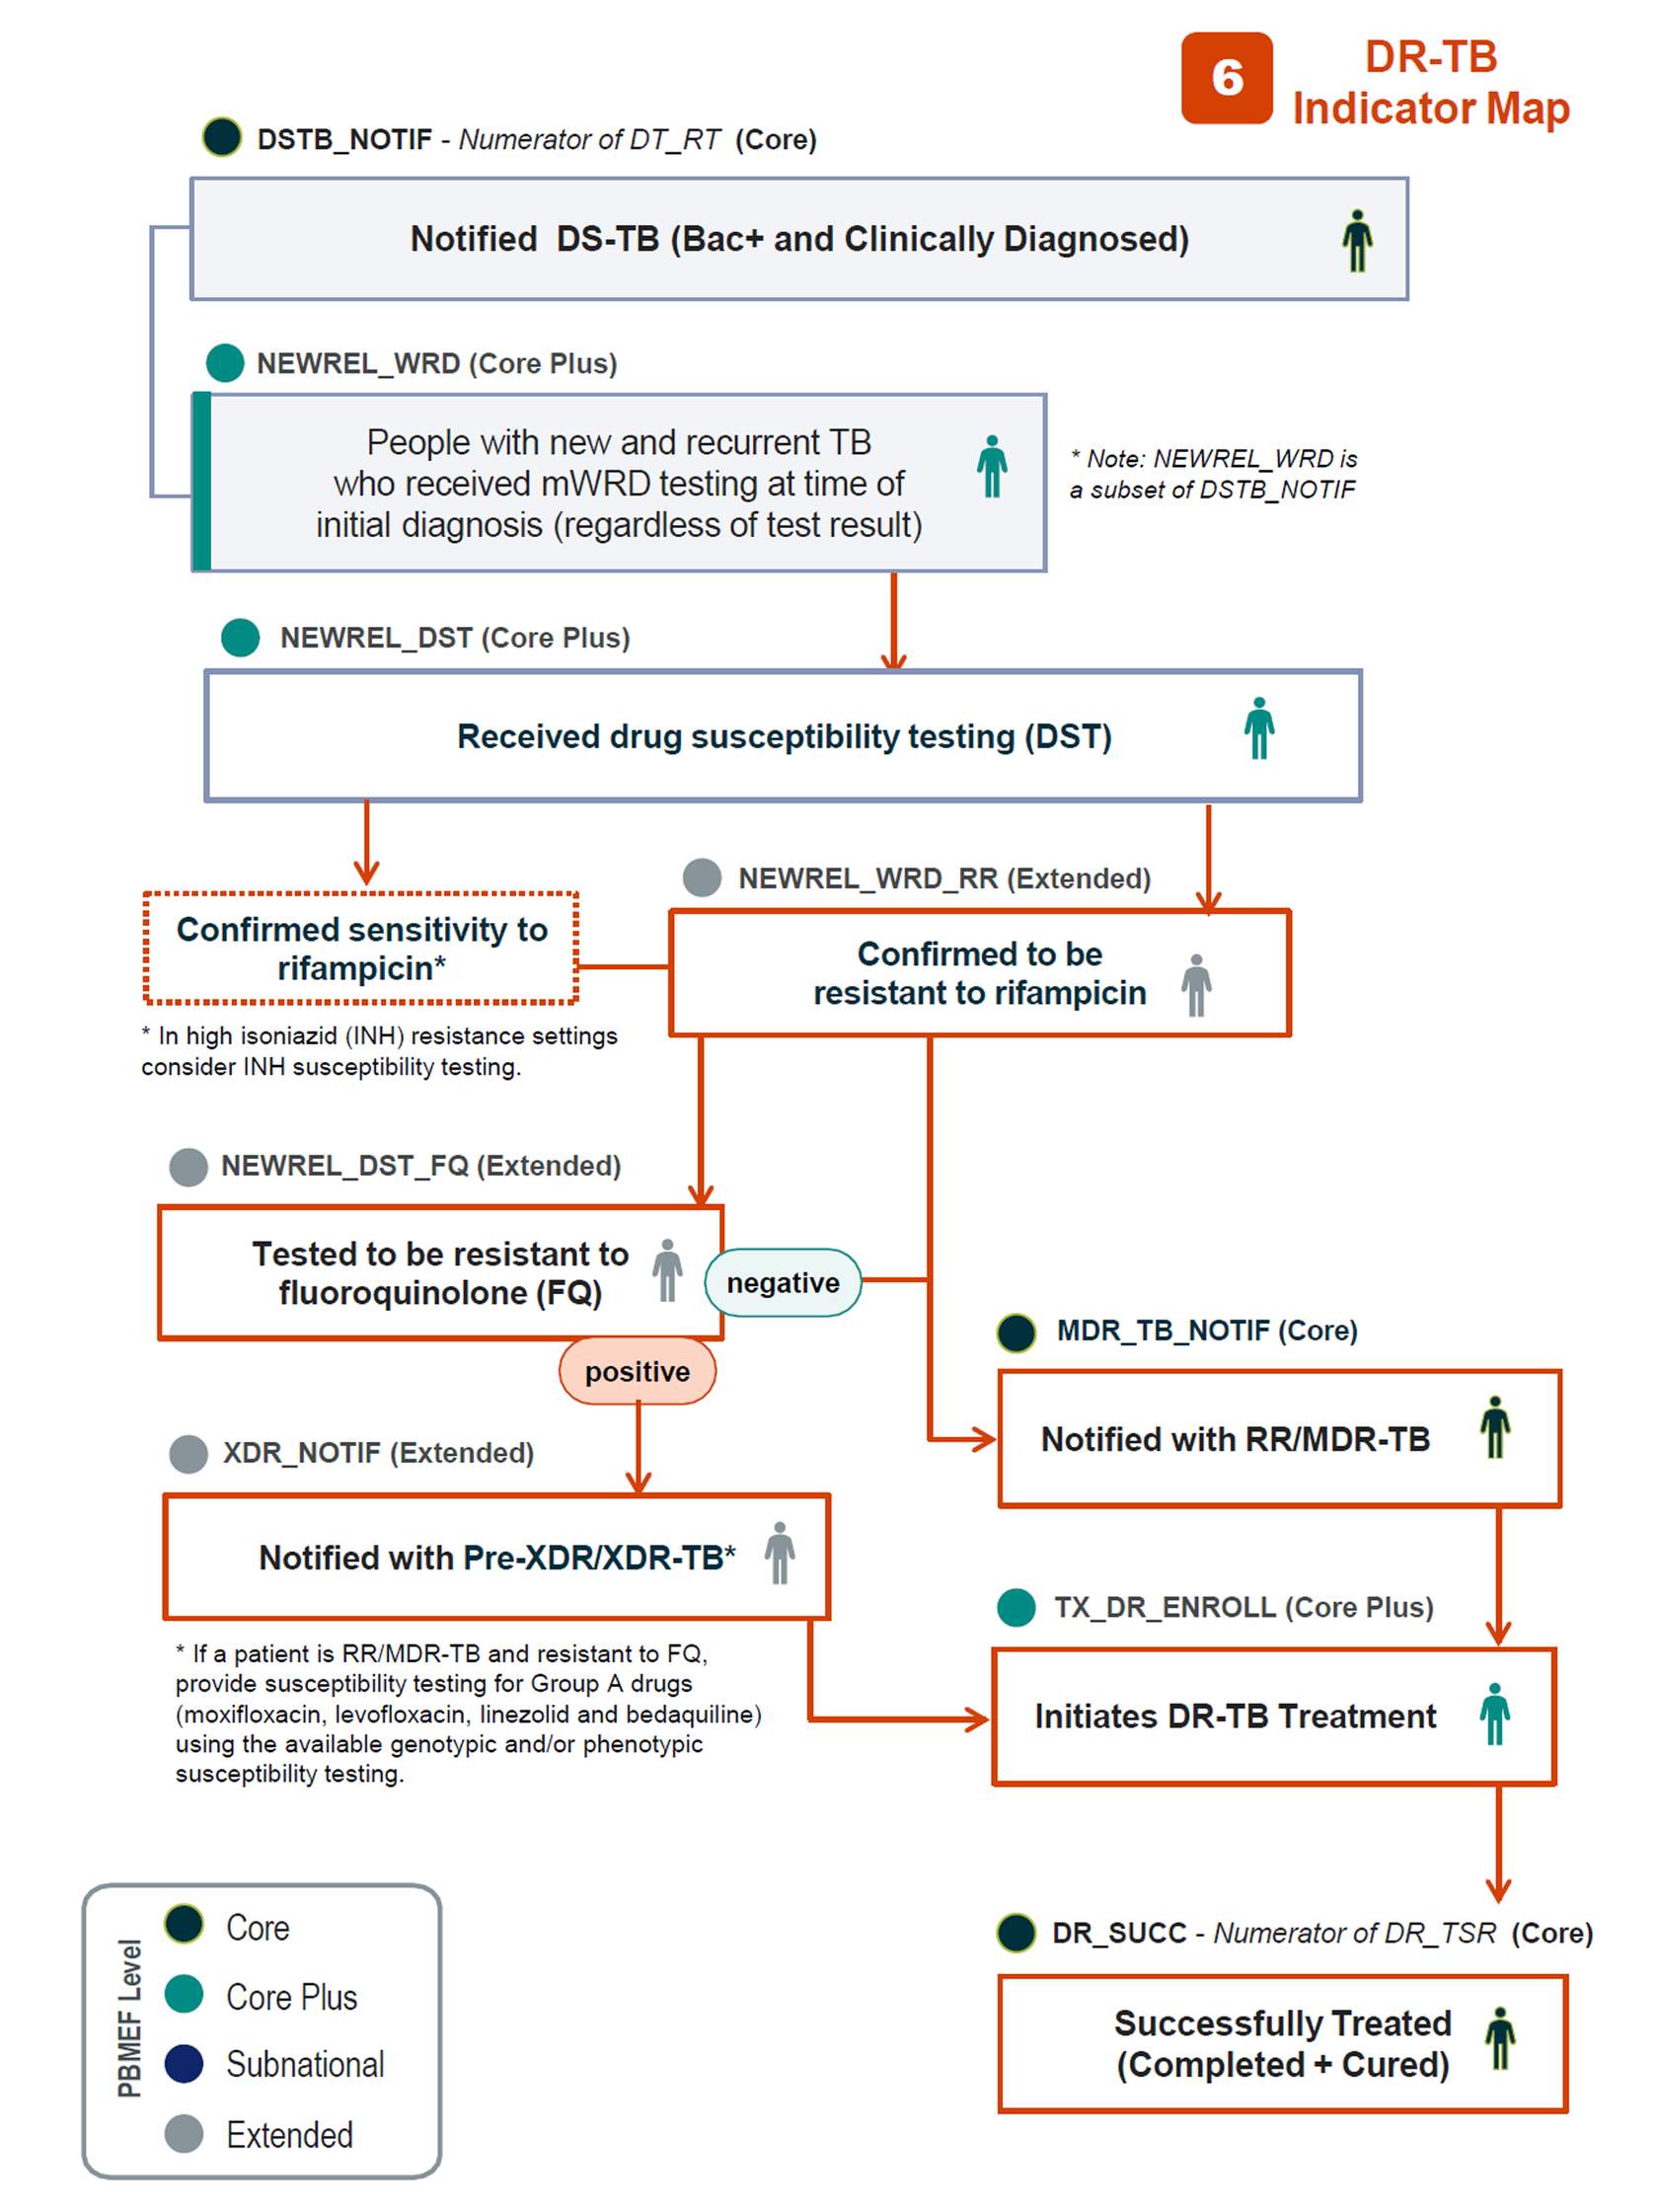 6
DR-TB
Indicator Map
DSTB_NOTIF - Numerator of DT_RT (Core)
Notified DS-TB (Bac+ and Clinically Diagnosed)
NEWREL_WRD (Core Plus)
People with new and recurrent TB
who received mWRD testing at time of
initial diagnosis (regardless of test result)
* Note: NEWREL_WRD is
a subset of DSTB_NOTIF
NEWREL_DST (Core Plus)
Received drug susceptibility testing (DST)
NEWREL_WRD_RR (Extended)
Confirmed sensitivity to
rifampicin*
Confirmed to be
resistant to rifampicin
* In high isoniazid (INH) resistance settings
consider INH susceptibility testing.
NEWREL_DST_FQ (Extended)
Tested to be resistant to
fluoroquinolone (FQ)
negative
positive
MDR_TB_NOTIF (Core)
Notified with RR/MDR-TB
XDR_NOTIF (Extended)
Notified with Pre-XDR/XDR-TB*
* If a patient is RR/MDR-TB and resistant to FQ,
provide susceptibility testing for Group A drugs
(moxifloxacin, levofloxacin, linezolid and bedaquiline)
using the available genotypic and/or phenotypic
susceptibility testing.
TX_DR_ENROLL (Core Plus)
Initiates DR-TB Treatment
DR_SUCC - Numerator of DR_TSR (Core)
Successfully Treated
(Completed + Cured)
PBMEF Level
Core
Core Plus
Subnational
Extended